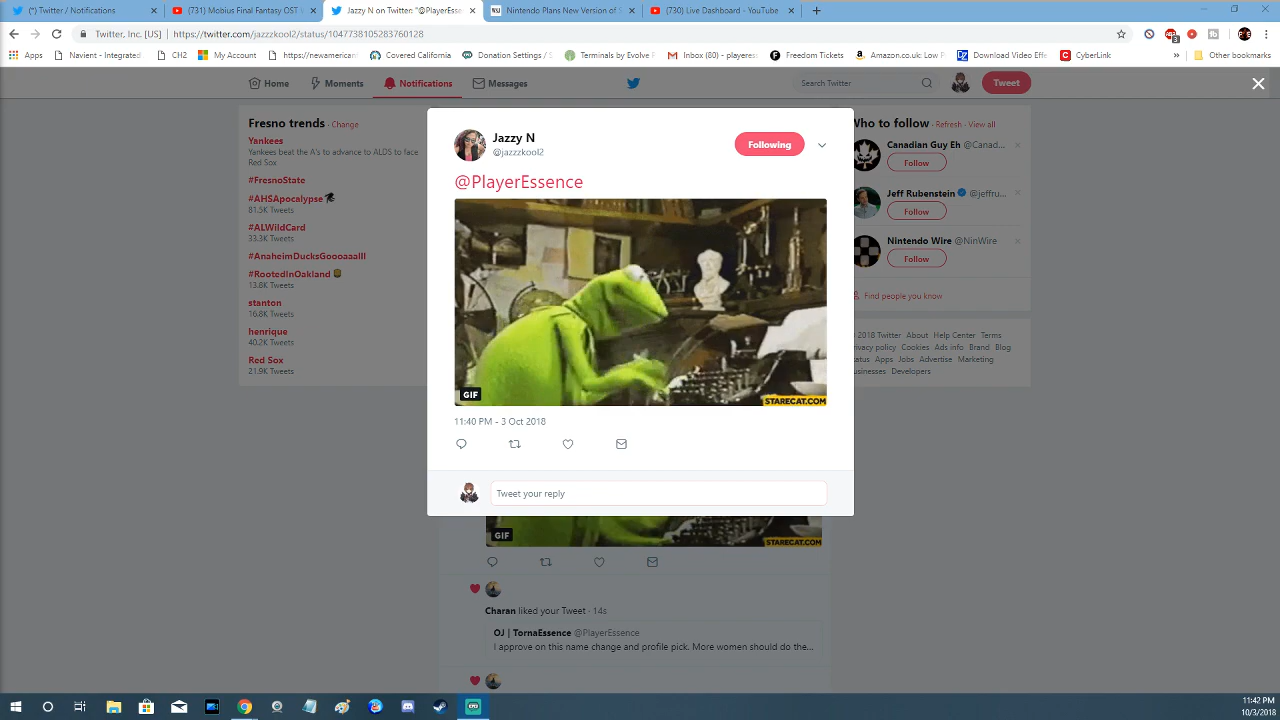 (*) Twitter / Notifications
(731) Mobius Final Fantasy OST
Jazzy N on Twitter: "@PlayerEsse
WSJ Nintendo Plans New Version of S
(730) Live Dashboard - YouTube
Twitter, Inc. [US] https://twitter.com/jazzzkool2/status/1047738105283760128
Apps
Navient - Integrated
CH2
My Account
https://newamerican
Covered California
Donation Settings / S
Terminals by Evolve P
Inbox (80) - playeress
Freedom Tickets
Amazon.co.uk: Low P
Download Video Effe
CyberLink
Other bookmarks
Home
Moments
Notifications
Messages
Search Twitter
Tweet
Fresno trends · Change
Yankees
Yankees beat the A's to advance to ALDS to face
Red Sox
#FresnoState
#AHSApocalypse
81.5K Tweets
#ALWildCard
33.3K Tweets
#AnaheimDucksGoooaaalll
#RootedInOakland
13.8K Tweets
stanton
16.8K Tweets
henrique
40.2K Tweets
Red Sox
21.9K Tweets
Jazzy N
@jazzzkool2
Following
@PlayerEssence
GIF
STARECAT.COM
11:40 PM - 3 Oct 2018
Tweet your reply
GIF
STARECAT.COM
Charan liked your Tweet · 14s
OJ | TornaEssence @PlayerEssence
I approve on this name change and profile pick. More women should do the...
Who to follow · Refresh · View all
Canadian Guy Eh @Canad...
Follow
Jeff Rubenstein @jeffru...
Follow
Nintendo Wire @NinWire
Follow
Find people you know
2018 Twitter About Help Center Terms
rivacy policy Cookies Ads info Brand Blog
tatus Apps Jobs Advertise Marketing
usinesses Developers
11:42 PM
10/3/2018